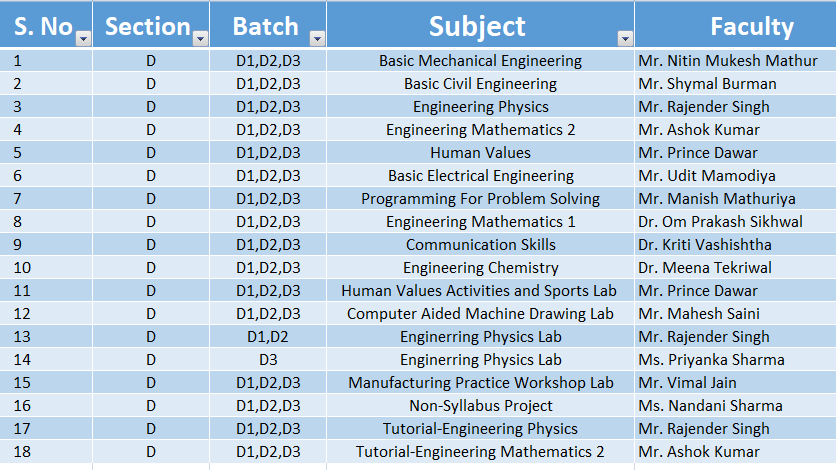 S. No Section Batch Subject Faculty
1 D D1,D2,D3 Basic Mechanical Engineering Mr. Nitin Mukesh Mathur
2 D D1,D2,D3 Basic Civil Engineering Mr. Shymal Burman
3 D D1,D2,D3 Engineering Physics Mr. Rajender Singh
4 D D1,D2,D3 Engineering Mathematics 2 Mr. Ashok Kumar
5 D D1,D2,D3 Human Values Mr. Prince Dawar
6 D D1,D2,D3 Basic Electrical Engineering Mr. Udit Mamodiya
7 D D1,D2,D3 Programming For Problem Solving Mr. Manish Mathuriya
8 D D1,D2,D3 Engineering Mathematics 1 Dr. Om Prakash Sikhwal
9 D D1,D2,D3 Communication Skills Dr. Kriti Vashishtha
10 D D1,D2,D3 Engineering Chemistry Dr. Meena Tekriwal
11 D D1,D2,D3 Human Values Activities and Sports Lab Mr. Prince Dawar
12 D D1,D2,D3 Computer Aided Machine Drawing Lab Mr. Mahesh Saini
13 D D1,D2 Enginerring Physics Lab Mr. Rajender Singh
14 D D3 Enginerring Physics Lab Ms. Priyanka Sharma
15 D D1,D2,D3 Manufacturing Practice Workshop Lab Mr. Vimal Jain
16 D D1,D2,D3 Non-Syllabus Project Ms. Nandani Sharma
17 D D1,D2,D3 Tutorial-Engineering Physics Mr. Rajender Singh
18 D D1,D2,D3 Tutorial-Engineering Mathematics 2 Mr. Ashok Kumar